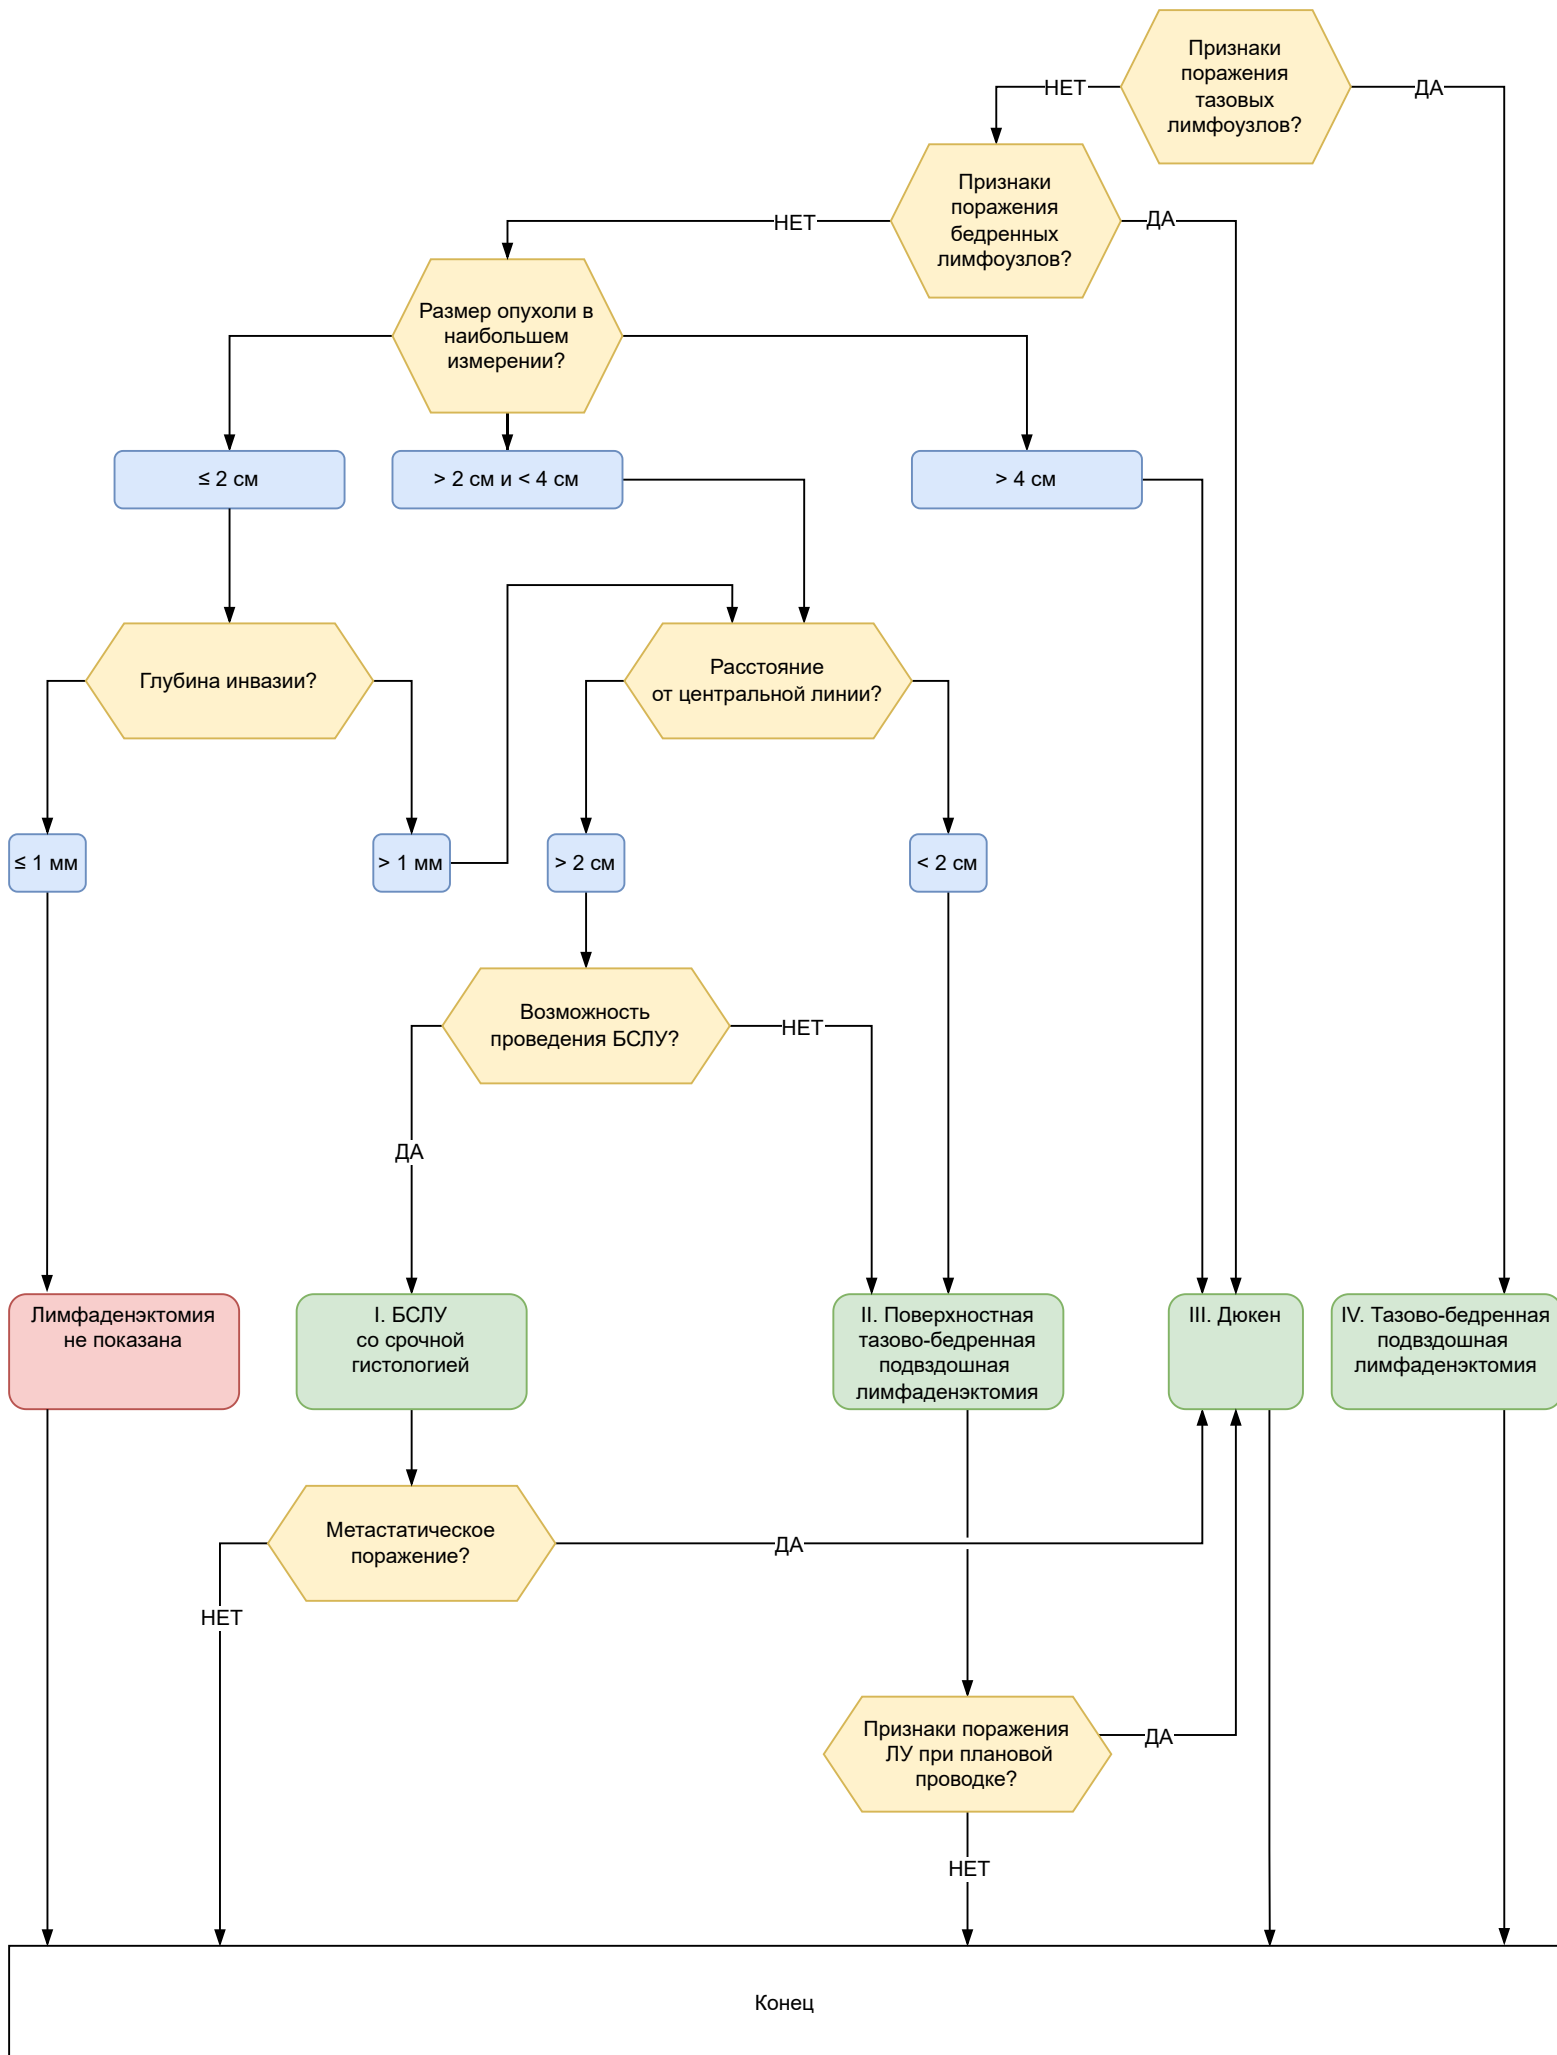 Признаки
поражения
тазовых
лимфоузлов?
НЕТ
ДА
Признаки
поражения
бедренных
лимфоузлов?
НЕТ
ДА
Размер опухоли в
наибольшем
измерении?
≤ 2 см
> 2 см и < 4 см
> 4 см
Глубина инвазии?
Расстояние
от центральной линии?
≤ 1 мм
> 1 мм
> 2 см
< 2 см
Возможность
проведения БСЛУ?
НЕТ
ДА
Лимфаденэктомия
не показана
I. БСЛУ
со срочной
гистологией
II. Поверхностная
тазово-бедренная
подвздошная
лимфаденэктомия
III. Дюкен
IV. Тазово-бедренная
подвздошная
лимфаденэктомия
Метастатическое
поражение?
ДА
НЕТ
Признаки поражения
ЛУ при плановой
проводке?
ДА
НЕТ
Конец